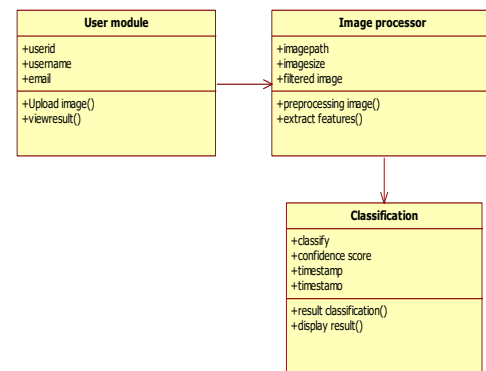 User module
+userid
+username
+email
+Upload image()
+viewresult()
Image processor
+imagepath
+imagesize
+filtered image
+preprocessing image()
+extract features()
Classification
+classify
+confidence score
+timestamp
+timestamo
+result classification()
+display result()